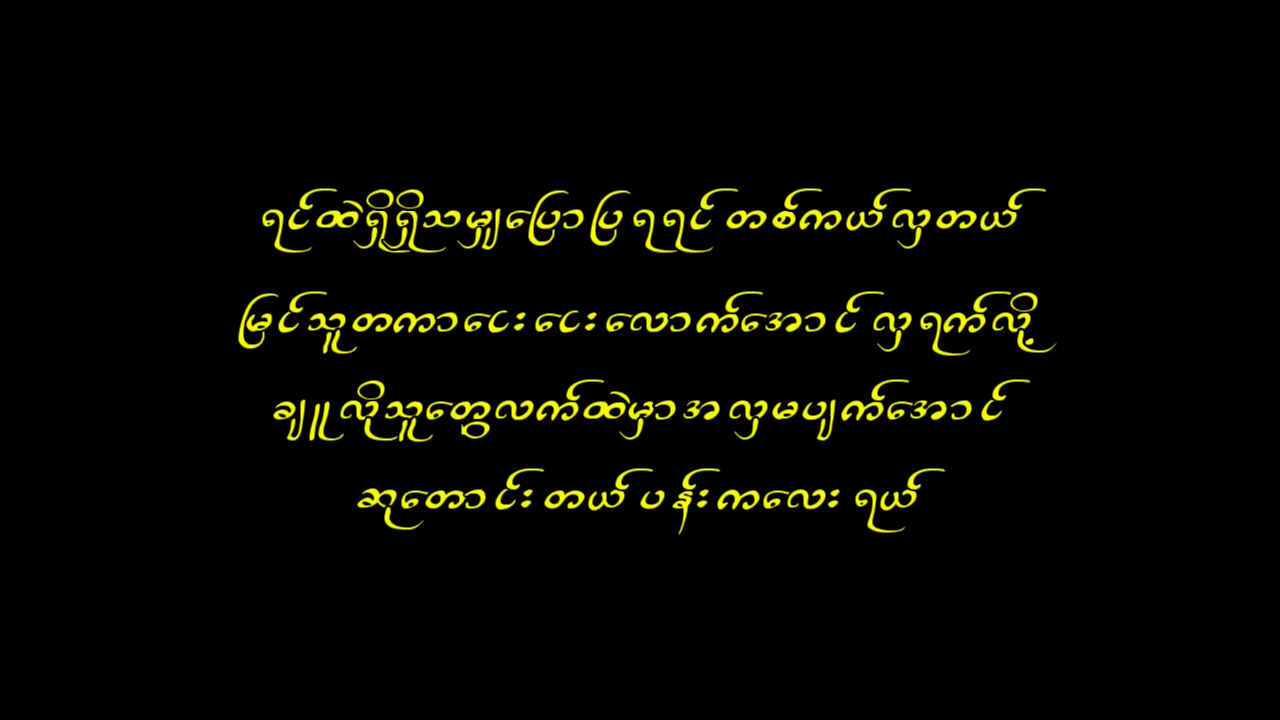 ရင်ထဲရှိရှိသမျှပြောပြရရင် တစ်ကယ်လှတယ်
မြင်သူတကာငေးငေးလောက်အောင် လှရက်လို့
ချူလိုသူတွေလက်ထဲမှာအလှမပျက်အောင်
ဆုတောင်းတယ် ပန်းကလေး ရယ်